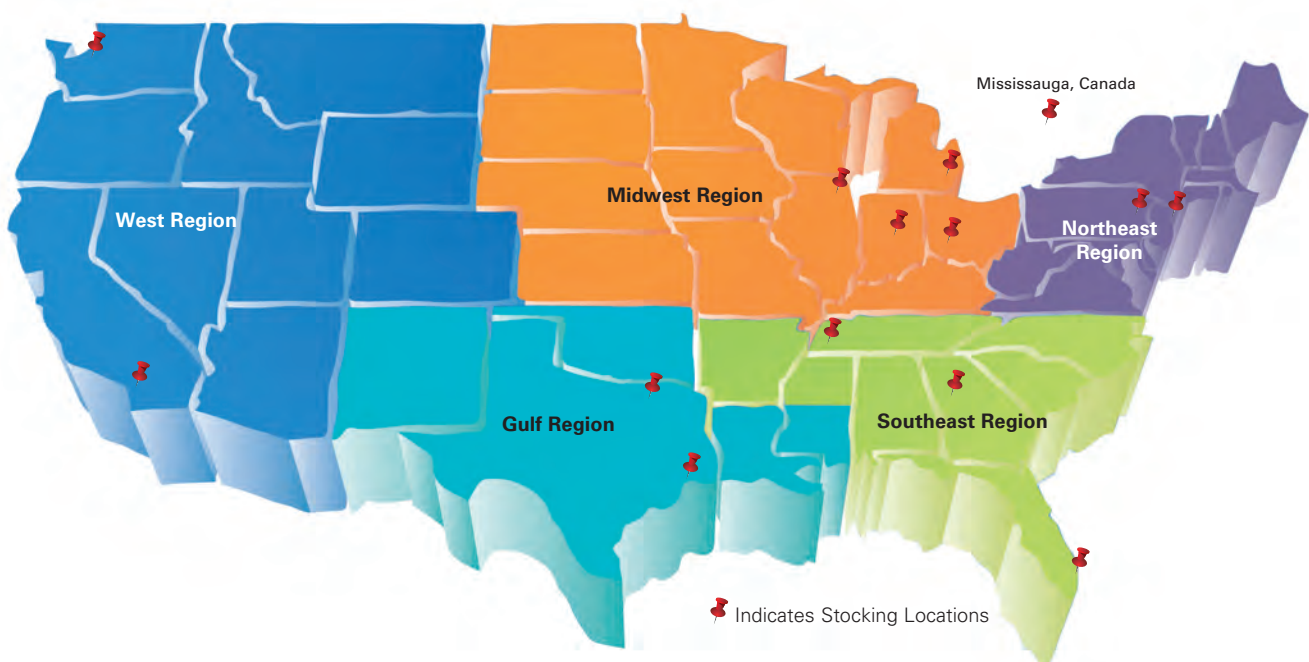 Mississauga, Canada
West Region
Midwest Region
Northeast
Region
Gulf Region
Southeast Region
Indicates Stocking Locations